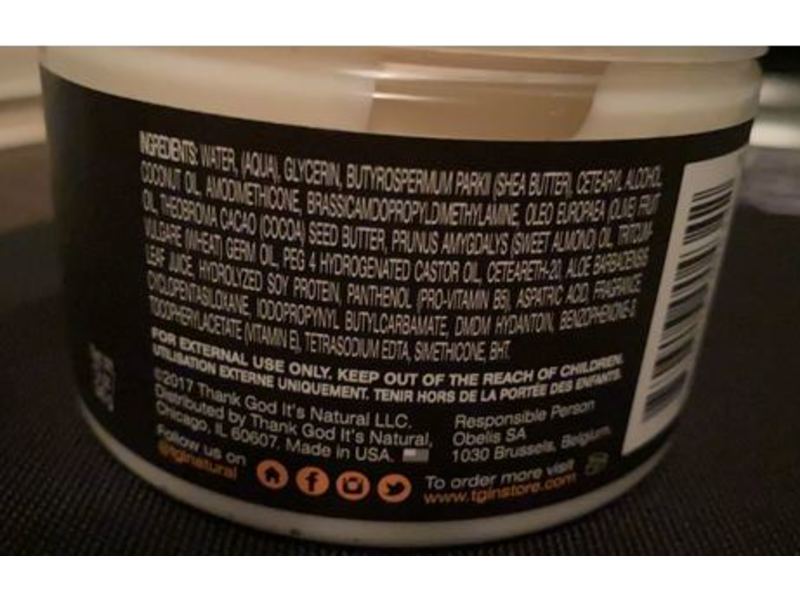 INGREDIENTS: WATER, (AQUA), GLYCERIN, BUTYROSPERMUM PARKII (SHEA BUTTER), CETEARYL ALCOHOL,
COCONUT OIL, AMODIMETHICONE, BRASSICAMDOPROPYLDIMETHYLAMINE, OLEO EUROPAEA (OLIVE) FRUIT
OIL, THEOBROMA CACAO (COCOA) SEED BUTTER, PRUNUS AMYGDALYS (SWEET ALMOND) OIL, TRITICUM-
VULGARE (WHEAT) GERM OIL, PEG 4 HYDROGENATED CASTOR OIL, CETEARETH-20, ALOE BARBADENSIS
LEAF JUICE, HYDROLYZED SOY PROTEIN, PANTHENOL (PRO-VITAMIN B5), ASPATRIC ACID, FRAGRANCE,
CYCLOPENTASILOXANE, IODOPROPYNYL BUTYLCARBAMATE, DMDM HYDANTOIN, BENZOPHENONE-3,
TOCOPHERYLACETATE (VITAMIN E), TETRASODIUM EDTA, SIMETHICONE, BHT.
FOR EXTERNAL USE ONLY. KEEP OUT OF THE REACH OF CHILDREN.
UTILISATION EXTERNE UNIQUEMENT. TENIR HORS DE LA PORTÉE DES ENFANTS.
©2017 Thank God It's Natural LLC.
Distributed by Thank God It's Natural,
Chicago, IL 60607. Made in USA.
Responsible Person
Obelis SA
1030 Brussels, Belgium.
Follow us on
@tginatural
To order more visit
www.tginstore.com